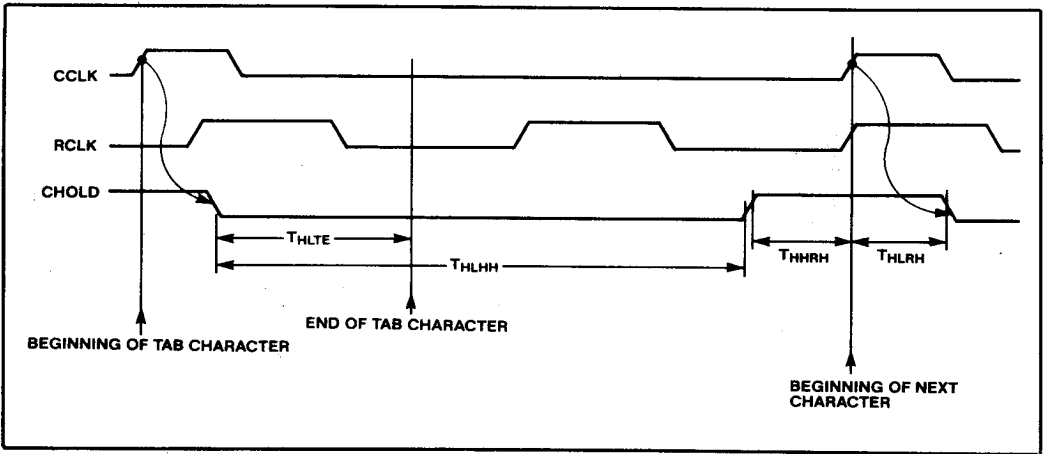 CCLK
RCLK
CHOLD
THLTE
THLHH
THHRH
THLRH
BEGINNING OF TAB CHARACTER
END OF TAB CHARACTER
BEGINNING OF NEXT
CHARACTER